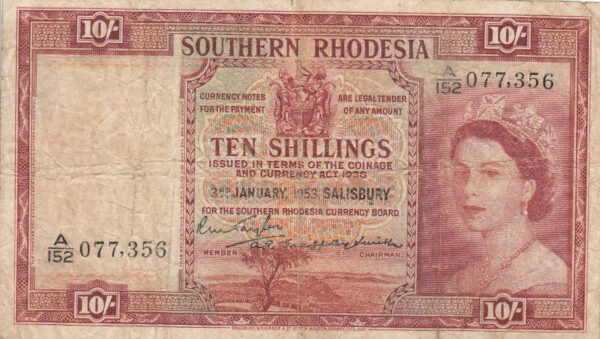 10/-
10/-
SOUTHERN RHODESIA
A/152 077,356
CURRENCY NOTES ARE LEGAL TENDER
FOR THE PAYMENT OF ANY AMOUNT
TEN SHILLINGS
ISSUED IN TERMS OF THE COINAGE
AND CURRENCY ACT 1938
JANUARY, 1953, SALISBURY
FOR THE SOUTHERN RHODESIA CURRENCY BOARD
A/152 077,356
MEMBER CHAIRMAN.
10/-
10/-